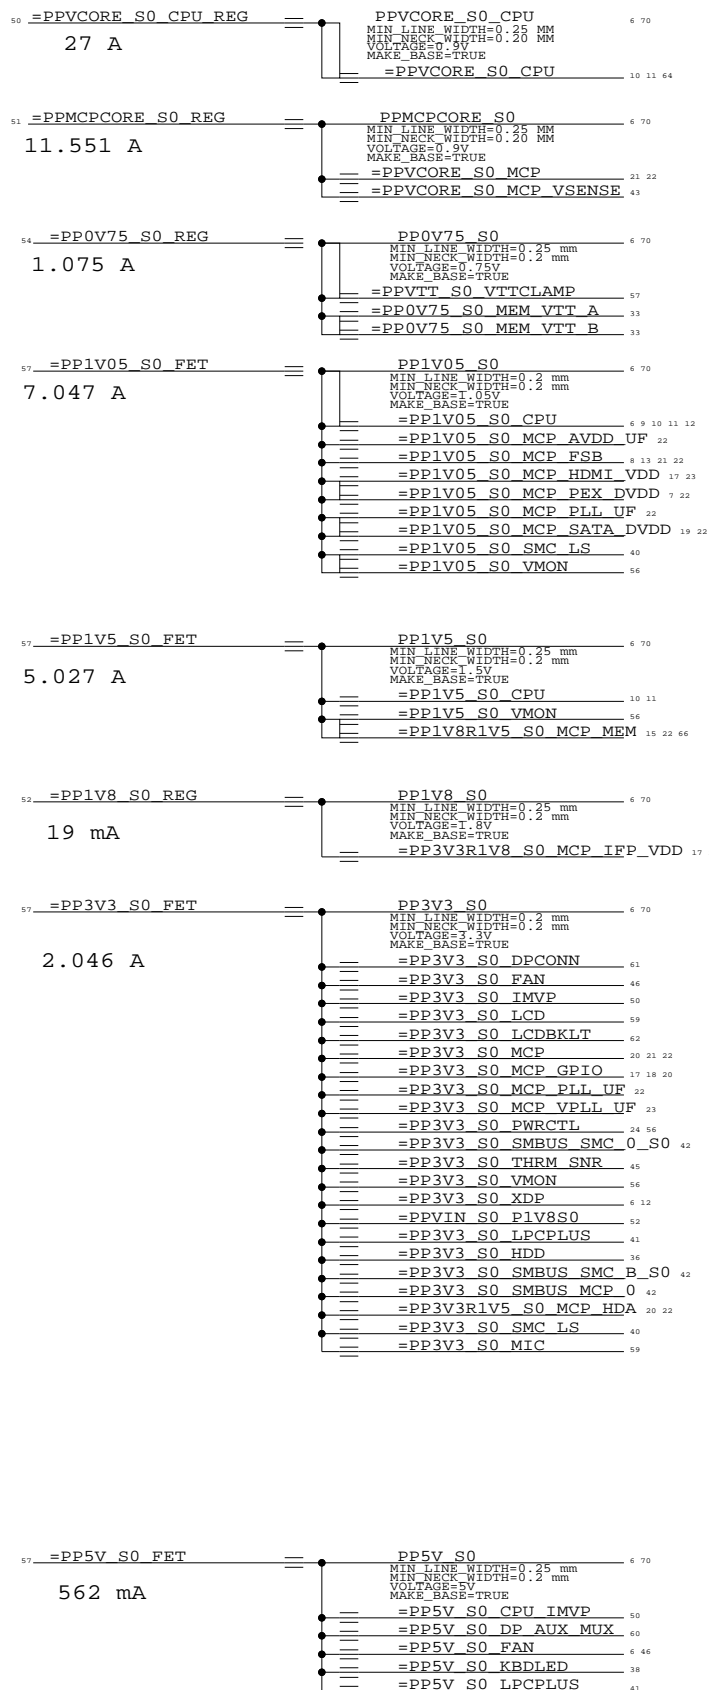 50 =PPVCORE_S0_CPU_REG PPVCORE_S0_CPU 6 70
MIN_LINE_WIDTH=0.25 MM
MIN_NECK_WIDTH=0.20 MM
27 A VOLTAGE=0.9V
MAKE_BASE=TRUE
=PPVCORE_S0_CPU 10 11 64
51 =PPMCPCORE_S0_REG PPMCPCORE_S0 6 70
MIN_LINE_WIDTH=0.25 MM
MIN_NECK_WIDTH=0.20 MM
11.551 A VOLTAGE=0.9V
MAKE_BASE=TRUE
=PPVCORE_S0_MCP 21 22
=PPVCORE_S0_MCP_VSENSE 43
54 =PP0V75_S0_REG PP0V75_S0 6 70
MIN_LINE_WIDTH=0.25 mm
MIN_NECK_WIDTH=0.2 mm
1.075 A VOLTAGE=0.75V
MAKE_BASE=TRUE
=PPVTT_S0_VTTCLAMP 57
=PP0V75_S0_MEM_VTT_A 33
=PP0V75_S0_MEM_VTT_B 33
57 =PP1V05_S0_FET PP1V05_S0 6 70
MIN_LINE_WIDTH=0.2 mm
MIN_NECK_WIDTH=0.2 mm
7.047 A VOLTAGE=1.05V
MAKE_BASE=TRUE
=PP1V05_S0_CPU 6 9 10 11 12
=PP1V05_S0_MCP_AVDD_UF 22
=PP1V05_S0_MCP_FSB 8 13 21 22
=PP1V05_S0_MCP_HDMI_VDD 17 23
=PP1V05_S0_MCP_PEX_DVDD 7 22
=PP1V05_S0_MCP_PLL_UF 22
=PP1V05_S0_MCP_SATA_DVDD 19 22
=PP1V05_S0_SMC_LS 40
=PP1V05_S0_VMON 56
57 =PP1V5_S0_FET PP1V5_S0 6 70
MIN_LINE_WIDTH=0.25 mm
MIN_NECK_WIDTH=0.2 mm
5.027 A VOLTAGE=1.5V
MAKE_BASE=TRUE
=PP1V5_S0_CPU 10 11
=PP1V5_S0_VMON 56
=PP1V8R1V5_S0_MCP_MEM 15 22 66
52 =PP1V8_S0_REG PP1V8_S0 6 70
MIN_LINE_WIDTH=0.25 mm
MIN_NECK_WIDTH=0.2 mm
19 mA VOLTAGE=1.8V
MAKE_BASE=TRUE
=PP3V3R1V8_S0_MCP_IFP_VDD 17
57 =PP3V3_S0_FET PP3V3_S0 6 70
MIN_LINE_WIDTH=0.2 mm
MIN_NECK_WIDTH=0.2 mm
VOLTAGE=3.3V
MAKE_BASE=TRUE
2.046 A =PP3V3_S0_DPCONN 61
=PP3V3_S0_FAN 46
=PP3V3_S0_IMVP 50
=PP3V3_S0_LCD 59
=PP3V3_S0_LCDBKLT 62
=PP3V3_S0_MCP 20 21 22
=PP3V3_S0_MCP_GPIO 17 18 20
=PP3V3_S0_MCP_PLL_UF 22
=PP3V3_S0_MCP_VPLL_UF 23
=PP3V3_S0_PWRCTL 24 56
=PP3V3_S0_SMBUS_SMC_0_S0 42
=PP3V3_S0_THRM_SNR 45
=PP3V3_S0_VMON 56
=PP3V3_S0_XDP 6 12
=PPVIN_S0_P1V8S0 52
=PP3V3_S0_LPCPLUS 41
=PP3V3_S0_HDD 36
=PP3V3_S0_SMBUS_SMC_B_S0 42
=PP3V3_S0_SMBUS_MCP_0 42
=PP3V3R1V5_S0_MCP_HDA 20 22
=PP3V3_S0_SMC_LS 40
=PP3V3_S0_MIC 59
57 =PP5V_S0_FET PP5V_S0 6 70
MIN_LINE_WIDTH=0.25 mm
MIN_NECK_WIDTH=0.2 mm
562 mA VOLTAGE=5V
MAKE_BASE=TRUE
=PP5V_S0_CPU_IMVP 50
=PP5V_S0_DP_AUX_MUX 60
=PP5V_S0_FAN 6 46
=PP5V_S0_KBDLED 38
=PP5V_S0_LPCPLUS 41